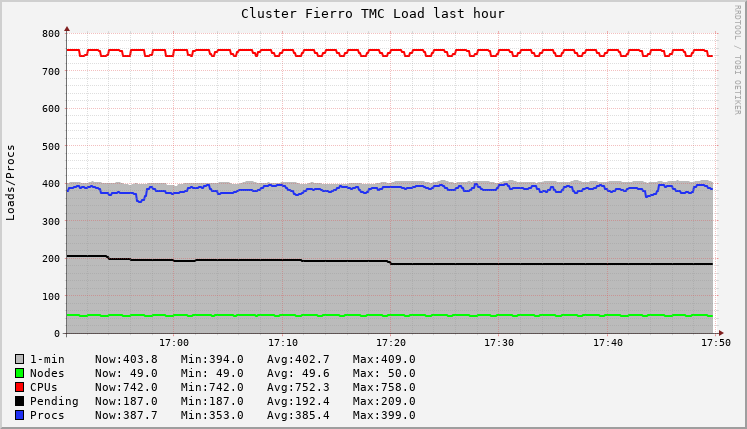 Cluster Fierro TMC Load last hour
RRDTOOL / TOBI OETIKER
Loads/Procs
800
700
600
500
400
300
200
100
0
17:00 17:10 17:20 17:30 17:40 17:50
1-min Now:403.8 Min:394.0 Avg:402.7 Max:409.0
Nodes Now: 49.0 Min: 49.0 Avg: 49.6 Max: 50.0
CPUs Now:742.0 Min:742.0 Avg:752.3 Max:758.0
Pending Now:187.0 Min:187.0 Avg:192.4 Max:209.0
Procs Now:387.7 Min:353.0 Avg:385.4 Max:399.0